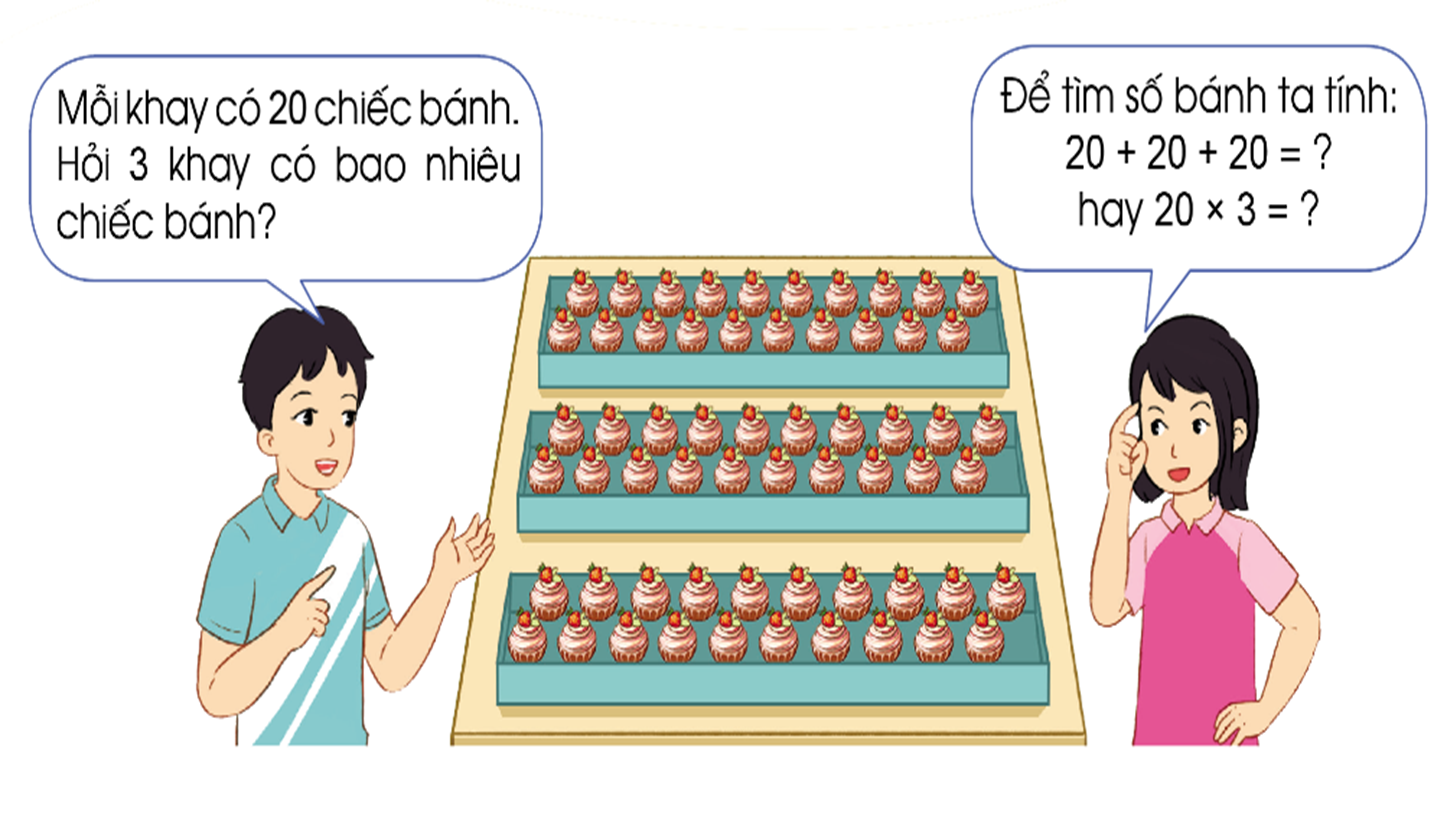 Mỗi khay có 20 chiếc bánh.
Hỏi 3 khay có bao nhiêu
chiếc bánh?
Để tìm số bánh ta tính:
20 + 20 + 20 = ?
hay 20 × 3 = ?